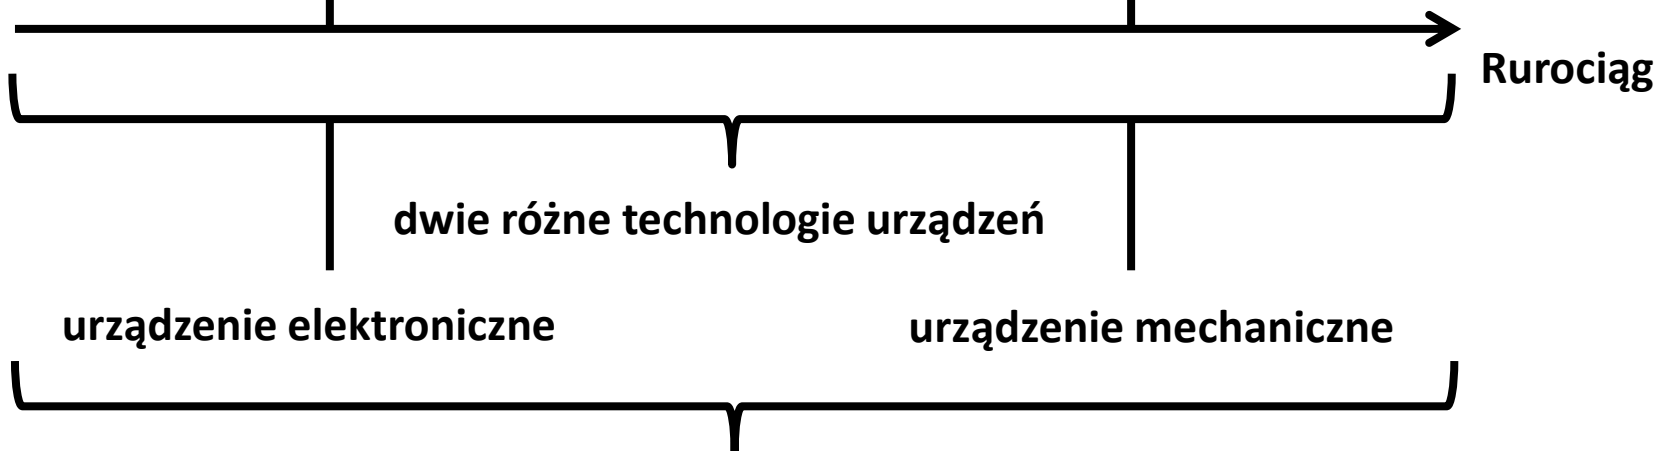 Rurociąg
dwie różne technologie urządzeń
urządzenie elektroniczne
urządzenie mechaniczne